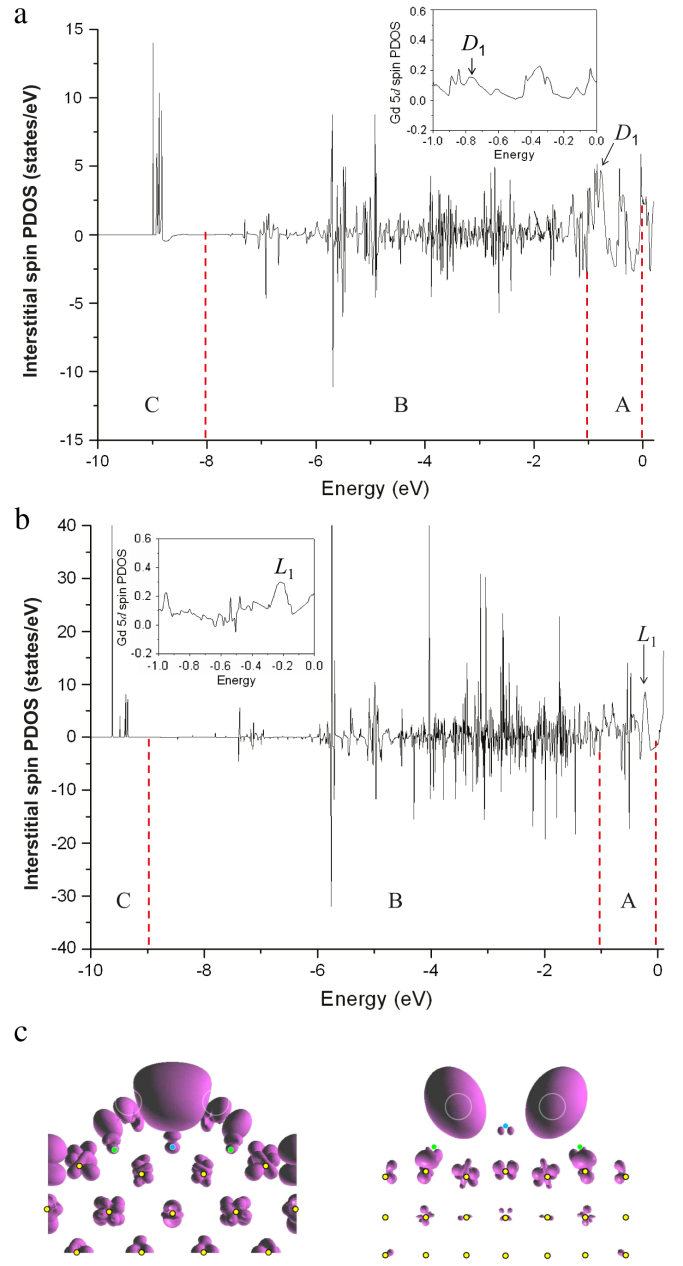 a
15
10
5
0
-5
-10
-15
-10
-8
-6
-4
-2
0
Interstitial spin PDOS (states/eV)
Energy (eV)
C
B
A
D1
0.6
0.4
0.2
0.0
-0.2
-1.0
-0.8
-0.6
-0.4
-0.2
0.0
Gd 5d spin PDOS
Energy
D1
b
40
30
20
10
0
-10
-20
-30
-40
-10
-8
-6
-4
-2
0
Interstitial spin PDOS (states/eV)
Energy (eV)
C
B
A
L1
0.6
0.4
0.2
0.0
-1.0
-0.8
-0.6
-0.4
-0.2
0.0
Gd 5d spin PDOS
Energy
L1
c